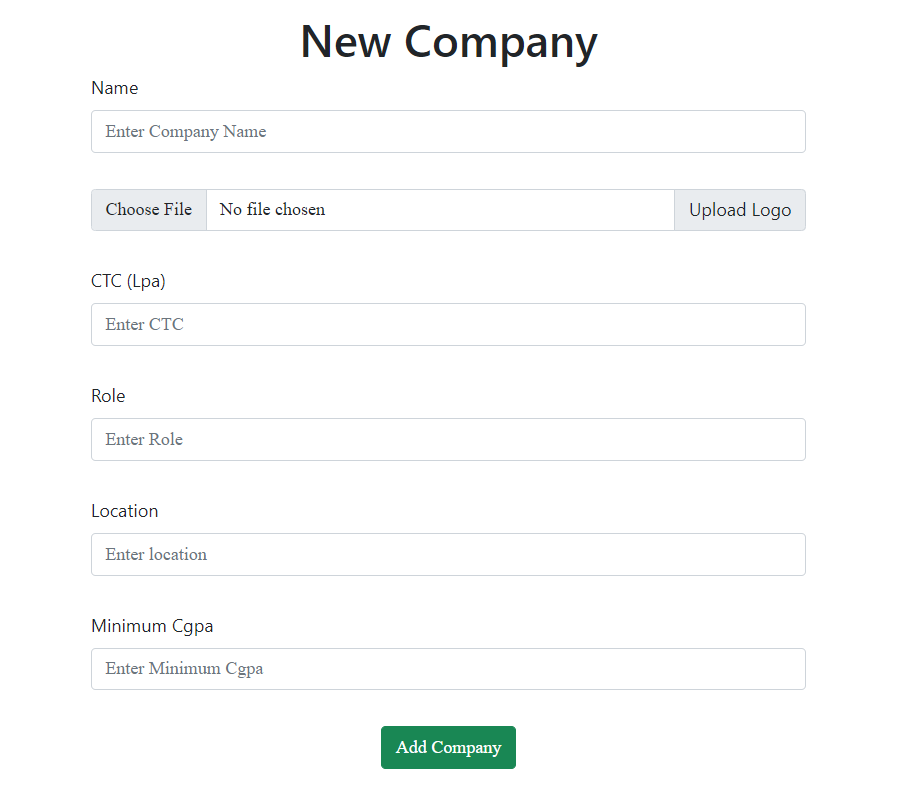 New Company
Name
Enter Company Name
Choose File No file chosen Upload Logo
CTC (Lpa)
Enter CTC
Role
Enter Role
Location
Enter location
Minimum Cgpa
Enter Minimum Cgpa
Add Company